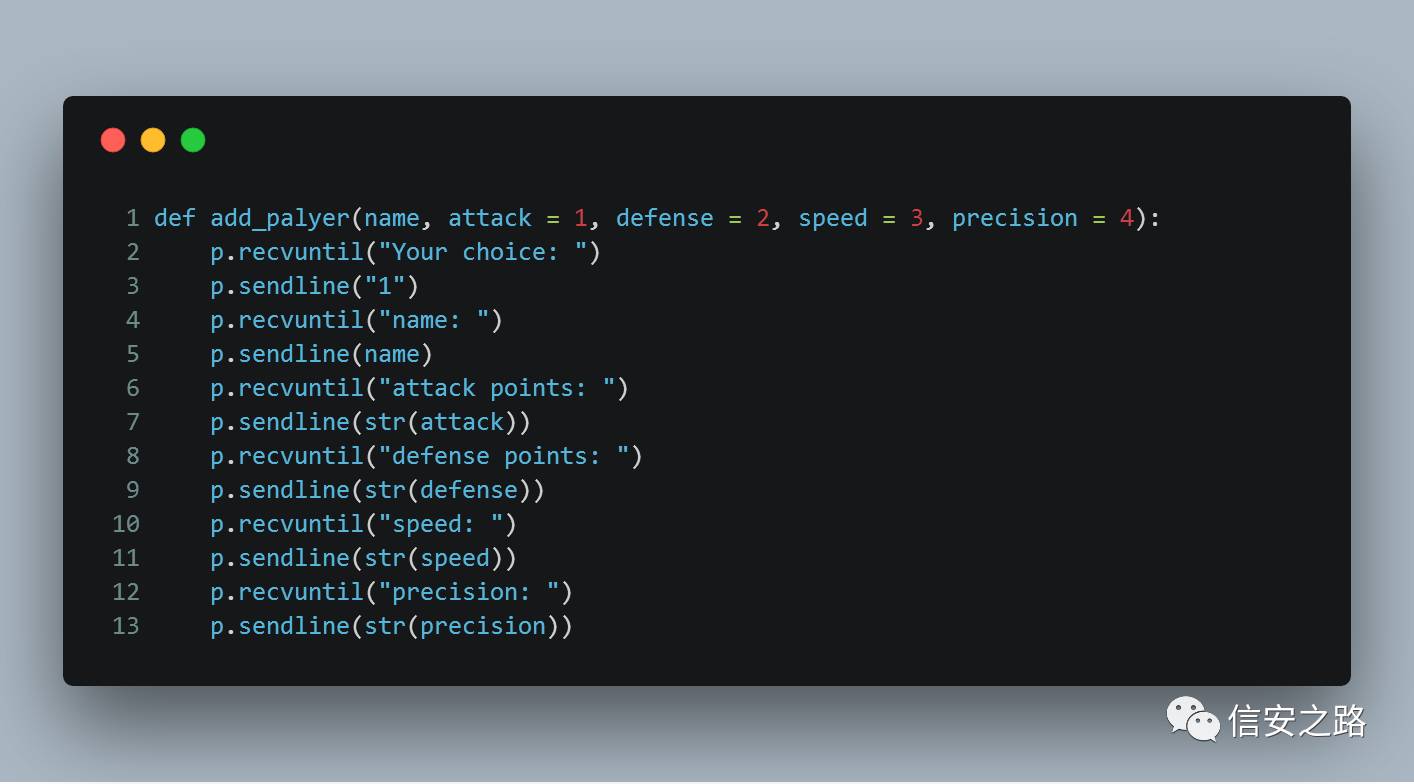 1 def add_palyer(name, attack = 1, defense = 2, speed = 3, precision = 4):
2     p.recvuntil("Your choice: ")
3     p.sendline("1")
4     p.recvuntil("name: ")
5     p.sendline(name)
6     p.recvuntil("attack points: ")
7     p.sendline(str(attack))
8     p.recvuntil("defense points: ")
9     p.sendline(str(defense))
10     p.recvuntil("speed: ")
11     p.sendline(str(speed))
12     p.recvuntil("precision: ")
13     p.sendline(str(precision))
信安之路